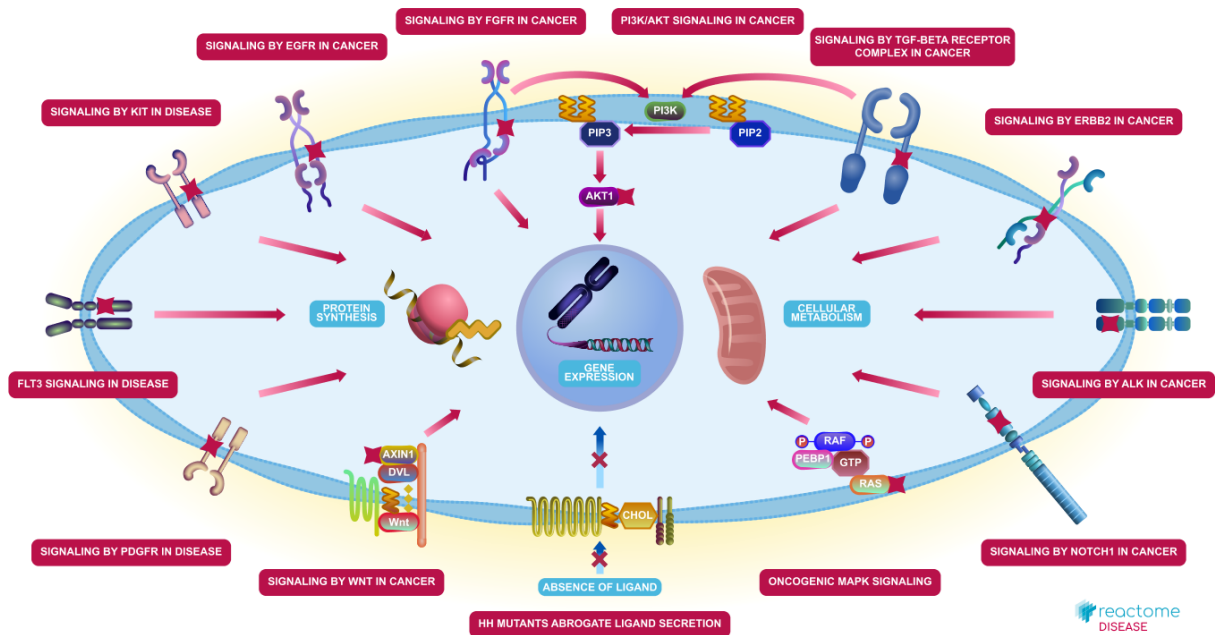 SIGNALING BY FGFR IN CANCER
PI3K/AKT SIGNALING IN CANCER
SIGNALING BY EGFR IN CANCER
SIGNALING BY TGF-BETA RECEPTOR
COMPLEX IN CANCER
SIGNALING BY KIT IN DISEASE
SIGNALING BY ERBB2 IN CANCER
PI3K
PIP3
PIP2
AKT1
PROTEIN
SYNTHESIS
CELLULAR
METABOLISM
GENE
EXPRESSION
FLT3 SIGNALING IN DISEASE
SIGNALING BY ALK IN CANCER
P
RAF
P
AXIN1
PEBP1
GTP
DVL
RAS
Wnt
CHOL
SIGNALING BY PDGFR IN DISEASE
SIGNALING BY NOTCH1 IN CANCER
SIGNALING BY WNT IN CANCER
ABSENCE OF LIGAND
ONCOGENIC MAPK SIGNALING
HH MUTANTS ABROGATE LIGAND SECRETION
reactome
DISEASE